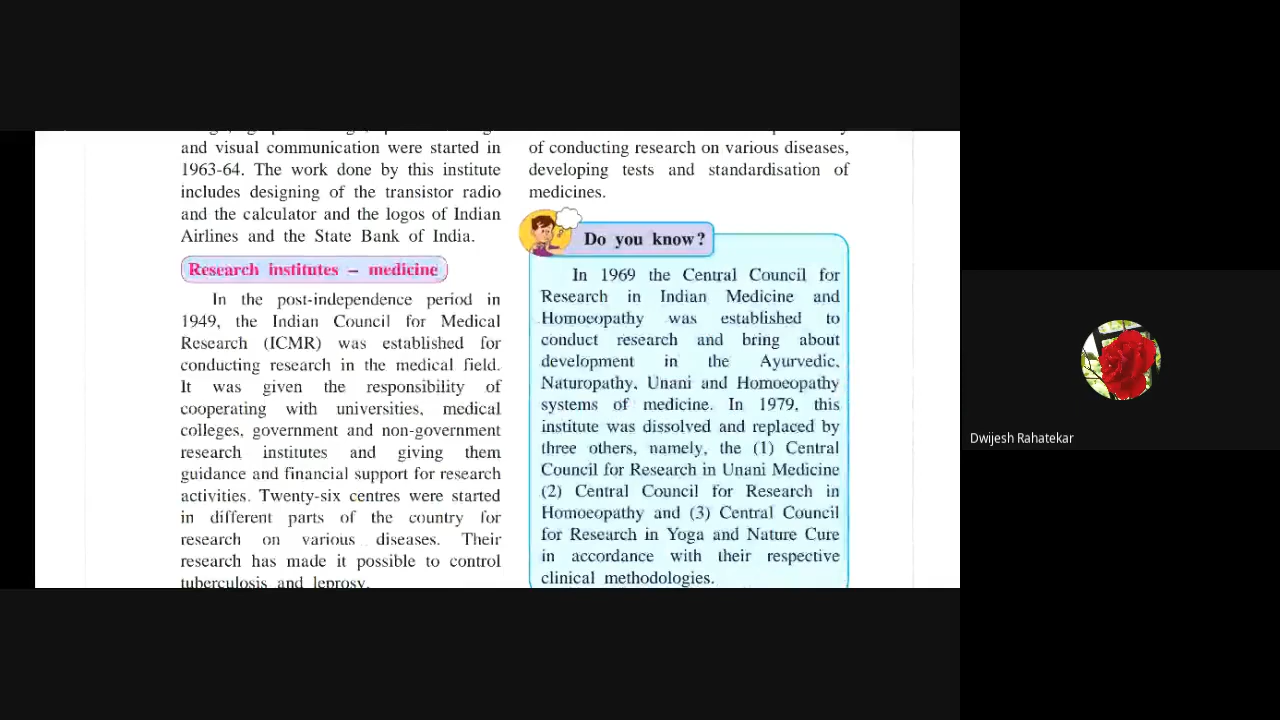 and visual communication were started in
1963-64. The work done by this institute
includes designing of the transistor radio
and the calculator and the logos of Indian
Airlines and the State Bank of India.
Research institutes – medicine
In the post-independence period in
1949, the Indian Council for Medical
Research (ICMR) was established for
conducting research in the medical field.
It was given the responsibility of
cooperating with universities, medical
colleges, government and non-government
research institutes and giving them
guidance and financial support for research
activities. Twenty-six centres were started
in different parts of the country for
research on various diseases. Their
research has made it possible to control
tuberculosis and leprosy.
of conducting research on various diseases,
developing tests and standardisation of
medicines.
Do you know?
In 1969 the Central Council for
Research in Indian Medicine and
Homoeopathy was established to
conduct research and bring about
development in the Ayurvedic,
Naturopathy, Unani and Homoeopathy
systems of medicine. In 1979, this
institute was dissolved and replaced by
three others, namely, the (1) Central
Council for Research in Unani Medicine
(2) Central Council for Research in
Homoeopathy and (3) Central Council
for Research in Yoga and Nature Cure
in accordance with their respective
clinical methodologies.
Dwijesh Rahatekar